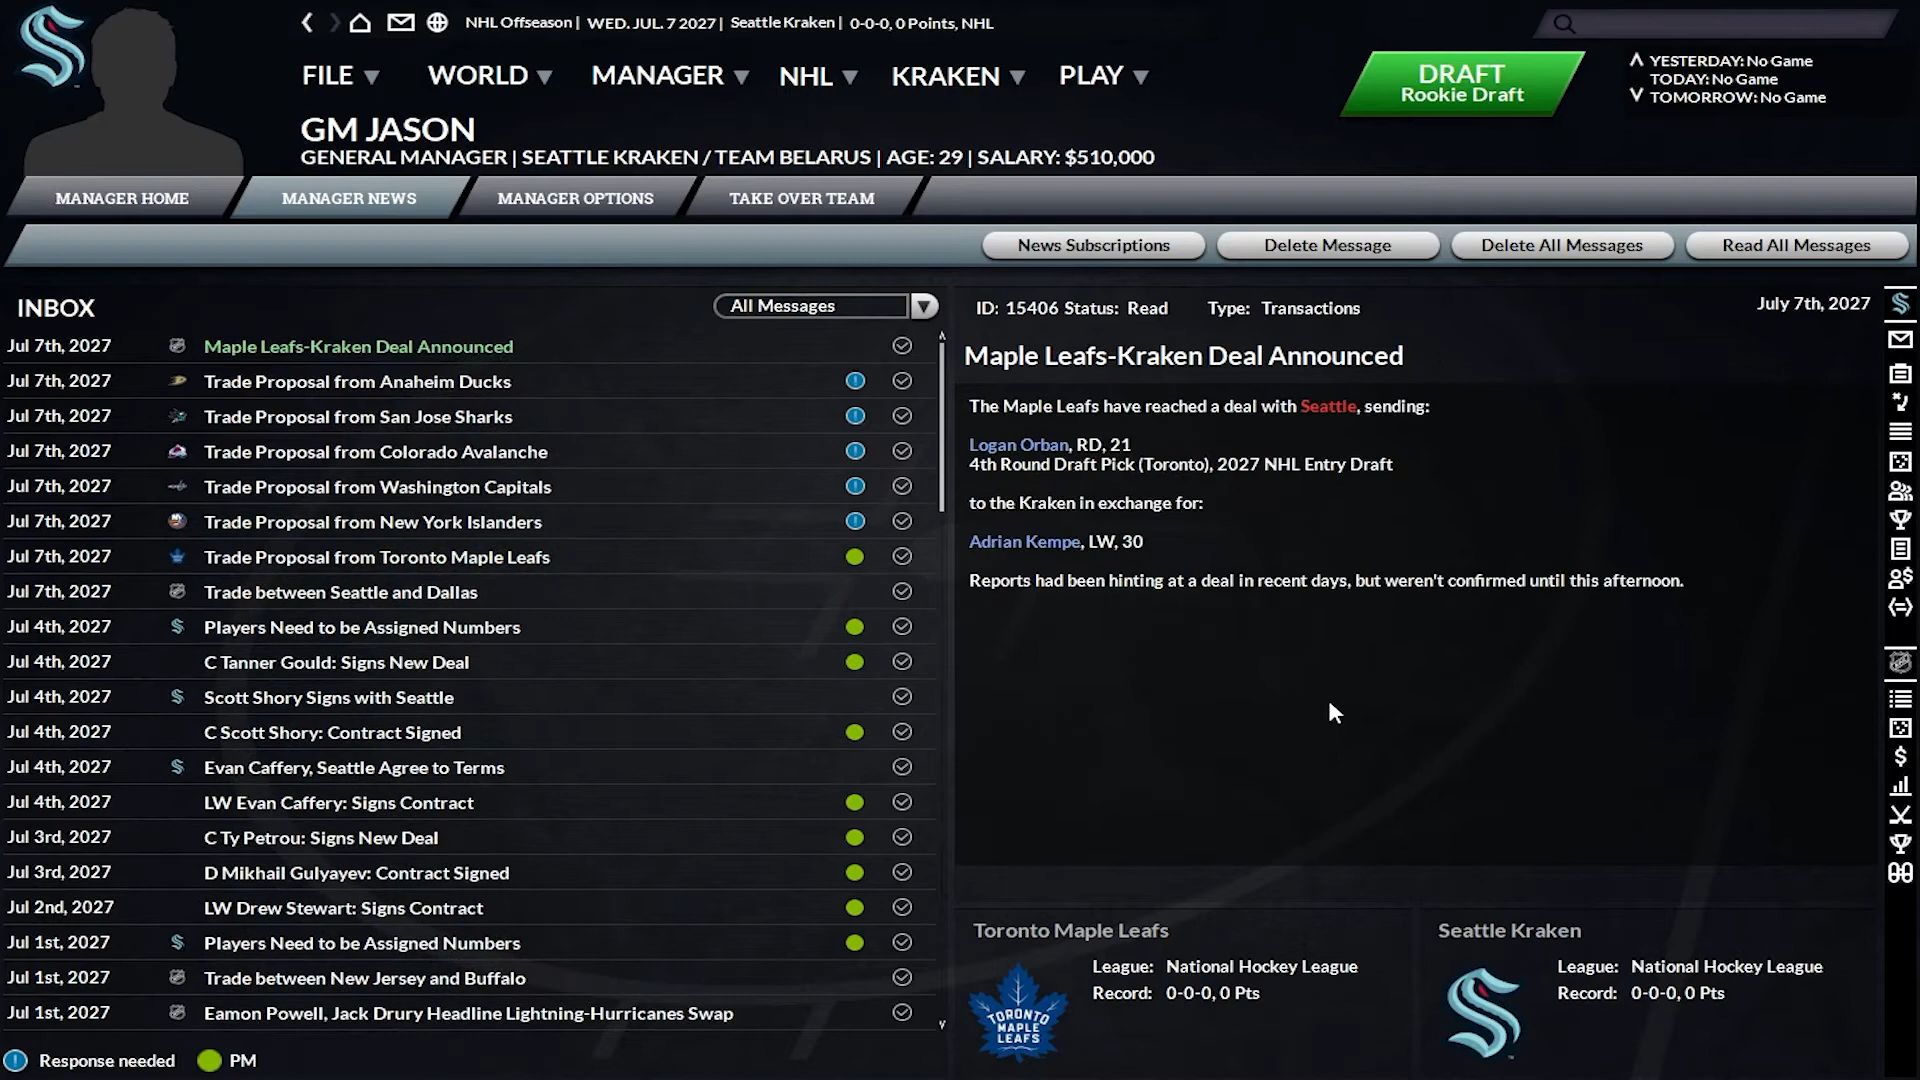 NHL Offseason | WED. JUL. 7 2027 | Seattle Kraken | 0-0-0, 0 Points, NHL
FILE WORLD MANAGER NHL KRAKEN PLAY
DRAFT
Rookie Draft
YESTERDAY: No Game
TODAY: No Game
TOMORROW: No Game
GM JASON
GENERAL MANAGER | SEATTLE KRAKEN / TEAM BELARUS | AGE: 29 | SALARY: $510,000
MANAGER HOME MANAGER NEWS MANAGER OPTIONS TAKE OVER TEAM
News Subscriptions Delete Message Delete All Messages Read All Messages
INBOX All Messages
Jul 7th, 2027 Maple Leafs-Kraken Deal Announced
Jul 7th, 2027 Trade Proposal from Anaheim Ducks
Jul 7th, 2027 Trade Proposal from San Jose Sharks
Jul 7th, 2027 Trade Proposal from Colorado Avalanche
Jul 7th, 2027 Trade Proposal from Washington Capitals
Jul 7th, 2027 Trade Proposal from New York Islanders
Jul 7th, 2027 Trade Proposal from Toronto Maple Leafs
Jul 7th, 2027 Trade between Seattle and Dallas
Jul 4th, 2027 Players Need to be Assigned Numbers
Jul 4th, 2027 C Tanner Gould: Signs New Deal
Jul 4th, 2027 Scott Shory Signs with Seattle
Jul 4th, 2027 C Scott Shory: Contract Signed
Jul 4th, 2027 Evan Caffery, Seattle Agree to Terms
Jul 4th, 2027 LW Evan Caffery: Signs Contract
Jul 3rd, 2027 C Ty Petrou: Signs New Deal
Jul 3rd, 2027 D Mikhail Gulyayev: Contract Signed
Jul 2nd, 2027 LW Drew Stewart: Signs Contract
Jul 1st, 2027 Players Need to be Assigned Numbers
Jul 1st, 2027 Trade between New Jersey and Buffalo
Jul 1st, 2027 Eamon Powell, Jack Drury Headline Lightning-Hurricanes Swap
Response needed PM
ID: 15406 Status: Read Type: Transactions July 7th, 2027
Maple Leafs-Kraken Deal Announced
The Maple Leafs have reached a deal with Seattle, sending:
Logan Orban, RD, 21
4th Round Draft Pick (Toronto), 2027 NHL Entry Draft
to the Kraken in exchange for:
Adrian Kempe, LW, 30
Reports had been hinting at a deal in recent days, but weren't confirmed until this afternoon.
Toronto Maple Leafs
League: National Hockey League
Record: 0-0-0, 0 Pts
TORONTO
MAPLE
LEAFS
Seattle Kraken
League: National Hockey League
Record: 0-0-0, 0 Pts